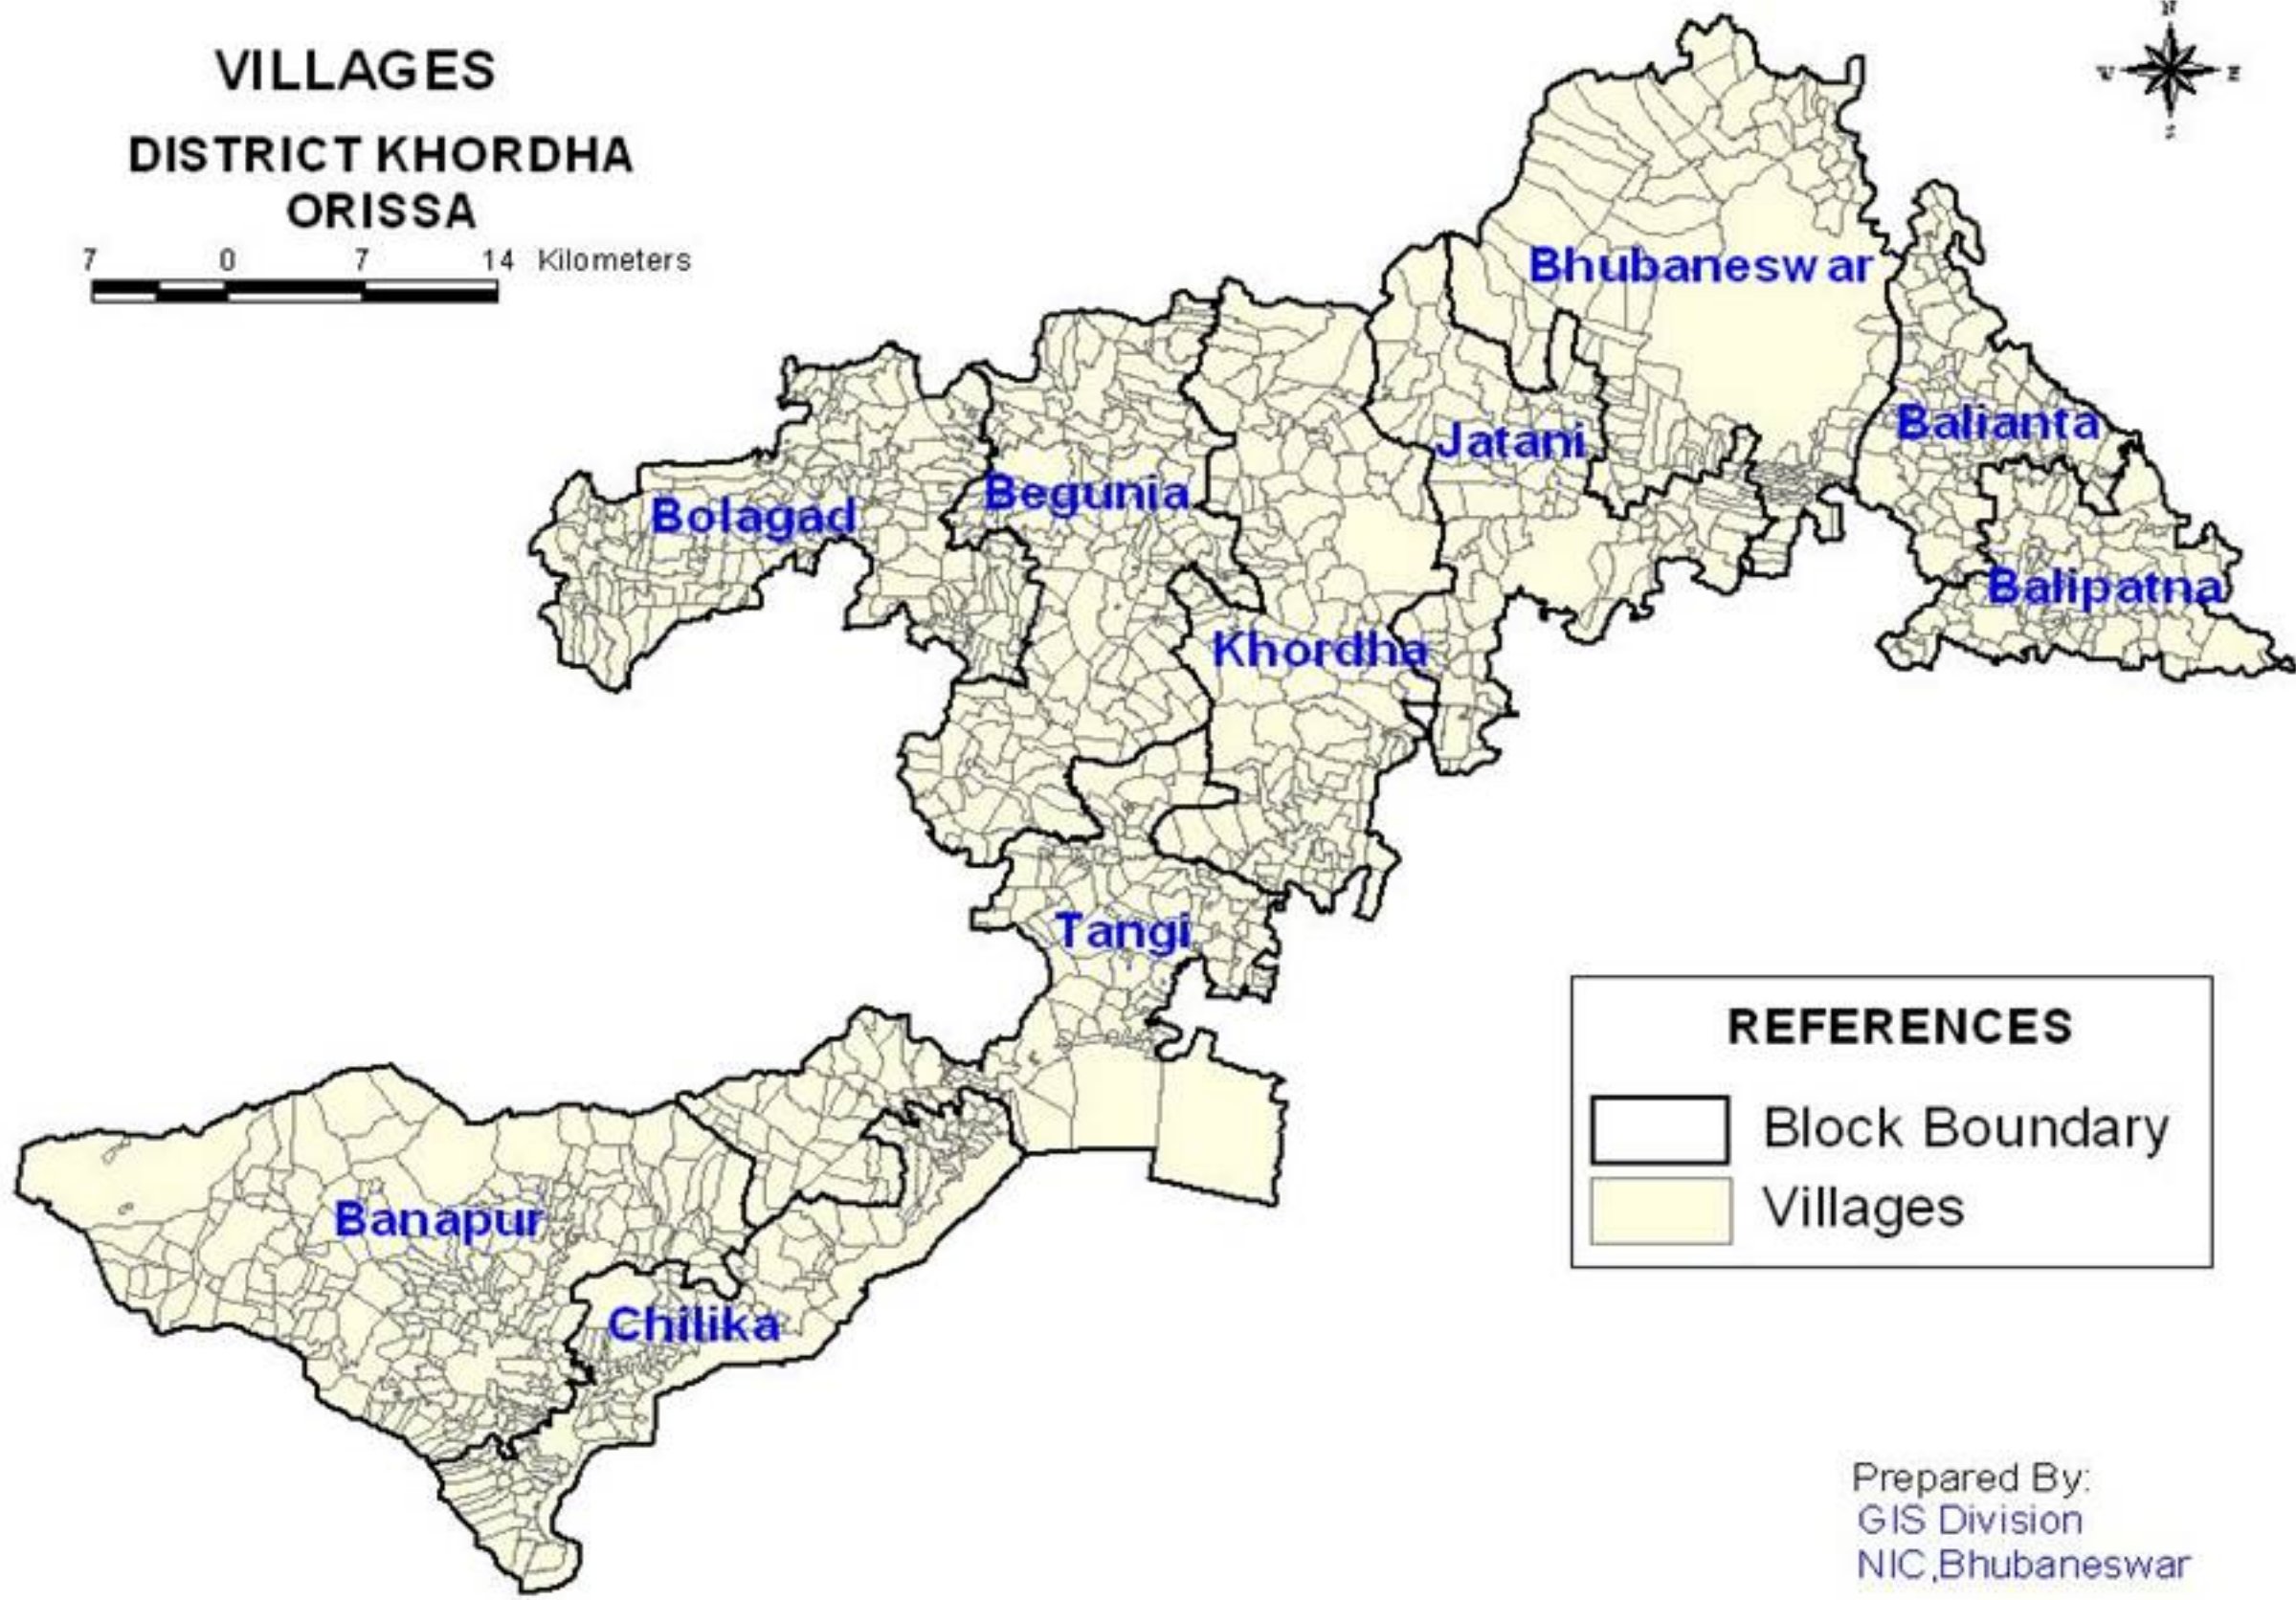 VILLAGES
DISTRICT KHORDHA
ORISSA
7 0 7 14 Kilometers
N
W E
S
Bhubaneswar
Balianta
Jatani
Begunia
Bolagad
Balipatna
Khordha
Tangi
Banapur
Chilika
REFERENCES
Block Boundary
Villages
Prepared By:
GIS Division
NIC,Bhubaneswar